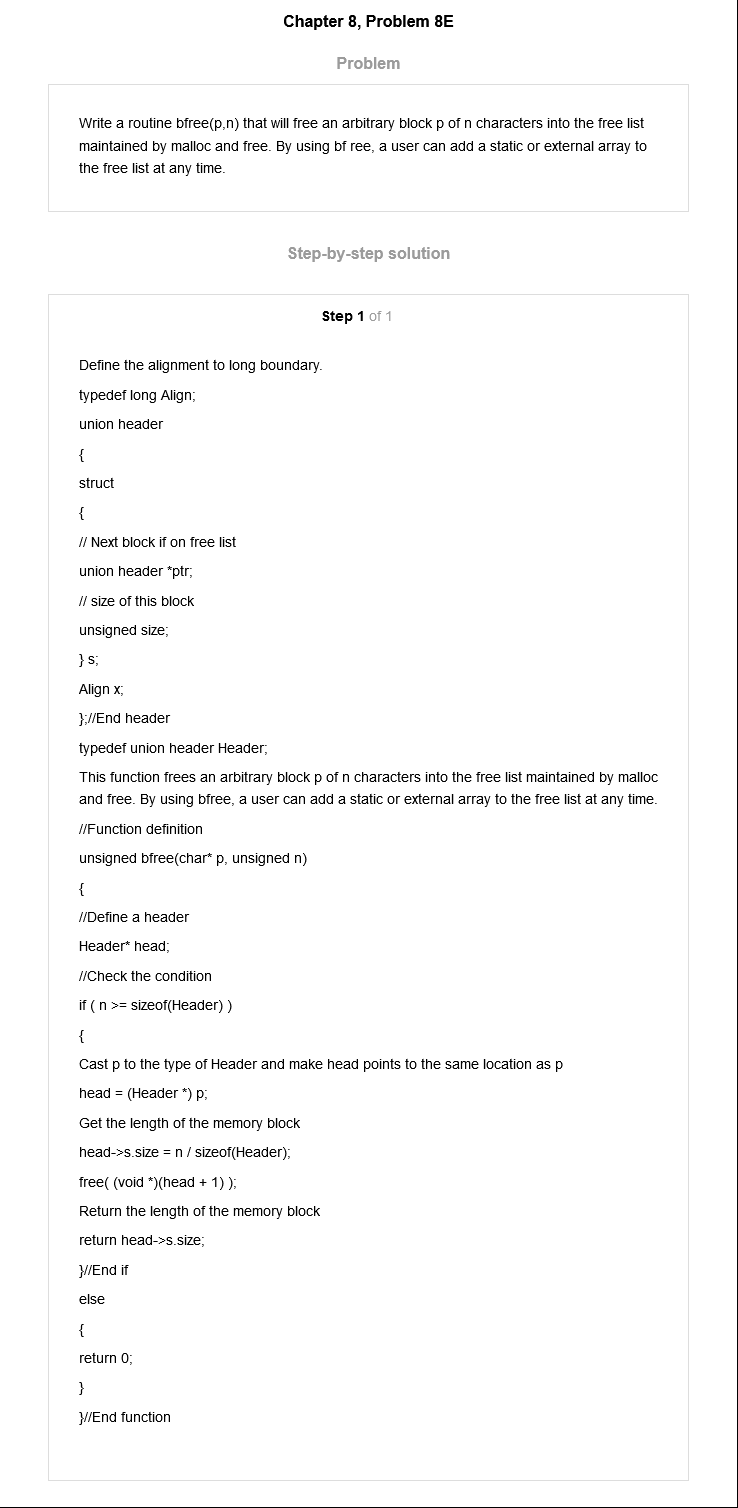 Chapter 8, Problem 8E
Problem
Write a routine bfree(p,n) that will free an arbitrary block p of n characters into the free list
maintained by malloc and free. By using bf ree, a user can add a static or external array to
the free list at any time.
Step-by-step solution
Step 1 of 1
Define the alignment to long boundary.
typedef long Align;
union header
{
struct
{
// Next block if on free list
union header *ptr;
// size of this block
unsigned size;
} s;
Align x;
};//End header
typedef union header Header;
This function frees an arbitrary block p of n characters into the free list maintained by malloc
and free. By using bfree, a user can add a static or external array to the free list at any time.
//Function definition
unsigned bfree(char* p, unsigned n)
{
//Define a header
Header* head;
//Check the condition
if ( n >= sizeof(Header) )
{
Cast p to the type of Header and make head points to the same location as p
head = (Header *) p;
Get the length of the memory block
head->s.size = n / sizeof(Header);
free( (void *)(head + 1) );
Return the length of the memory block
return head->s.size;
}//End if
else
{
return 0;
}
}//End function